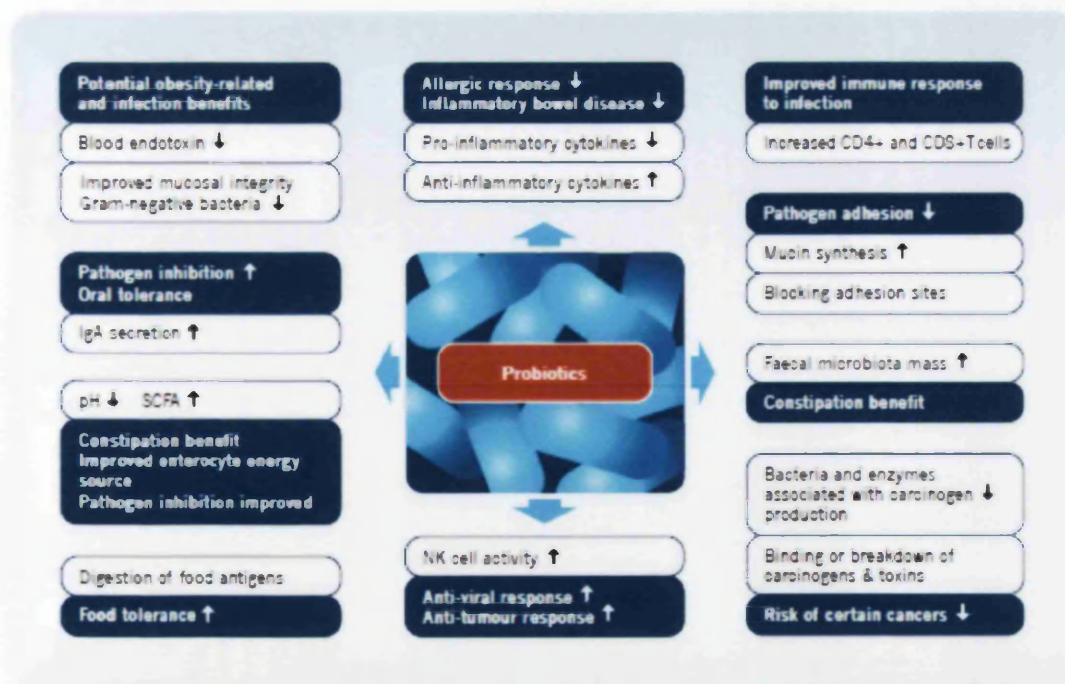 Potential obesity-related
and infection benefits
Blood endotoxin ↓
Improved mucosal integrity
Gram-negative bacteria ↓
Pathogen inhibition ↑
Oral tolerance
IgA secretion ↑
pH ↓ SCFA ↑
Constipation benefit
Improved enterocyte energy
source
Pathogen inhibition improved
Digestion of food antigens
Food tolerance ↑
Allergic response ↓
Inflammatory bowel disease ↓
Pro-inflammatory cytokines ↓
Anti-inflammatory cytokines ↑
Probiotics
NK cell activity ↑
Anti-viral response ↑
Anti-tumour response ↑
Improved immune response
to infection
Increased CD4+ and CD8+Tcells
Pathogen adhesion ↓
Mucin synthesis ↑
Blocking adhesion sites
Faecal microbiota mass ↑
Constipation benefit
Bacteria and enzymes
associated with carcinogen ↓
production
Binding or breakdown of
carcinogens & toxins
Risk of certain cancers ↓